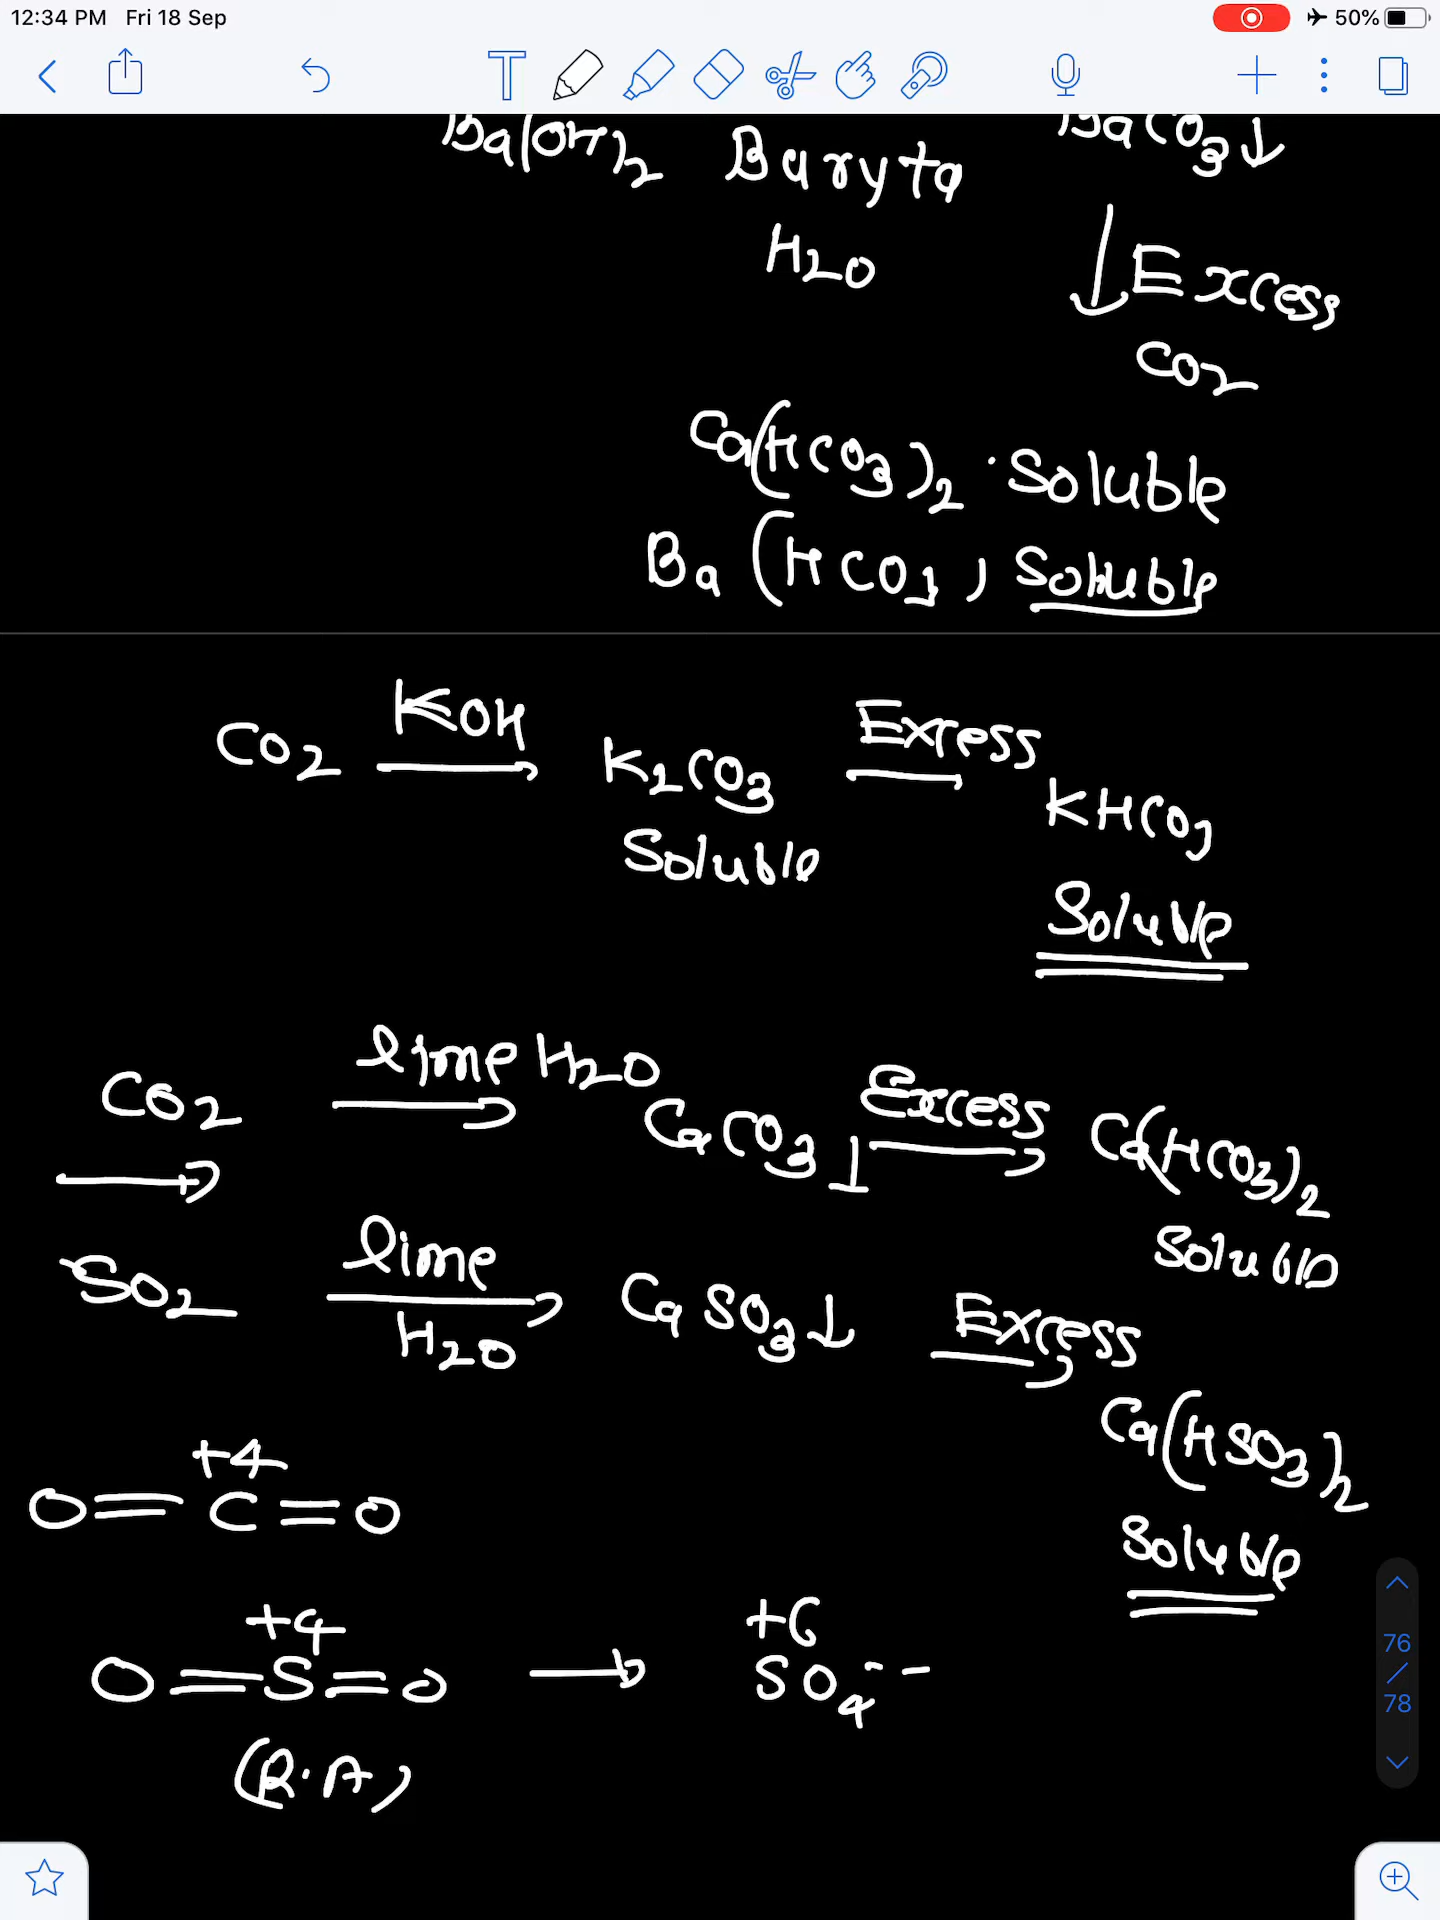 12:34 PM Fri 18 Sep 50%
Ba(OH)2 Baryta BaCO3↓
H2O
Excess
CO2
Ca(HCO3)2 · Soluble
Ba (HCO3) Soluble
CO2 KOH → K2CO3 Excess → KHCO3
Soluble
Soluble
CO2 lime H2O → CaCO3↓ Excess → Ca(HCO3)2
→ Soluble
SO2 lime H2O → CaSO3↓ Excess →
Ca(HSO3)2
Soluble
+4
O=C=O
+4 +6
O=S=O → SO4--
(R.A)
76
/
78